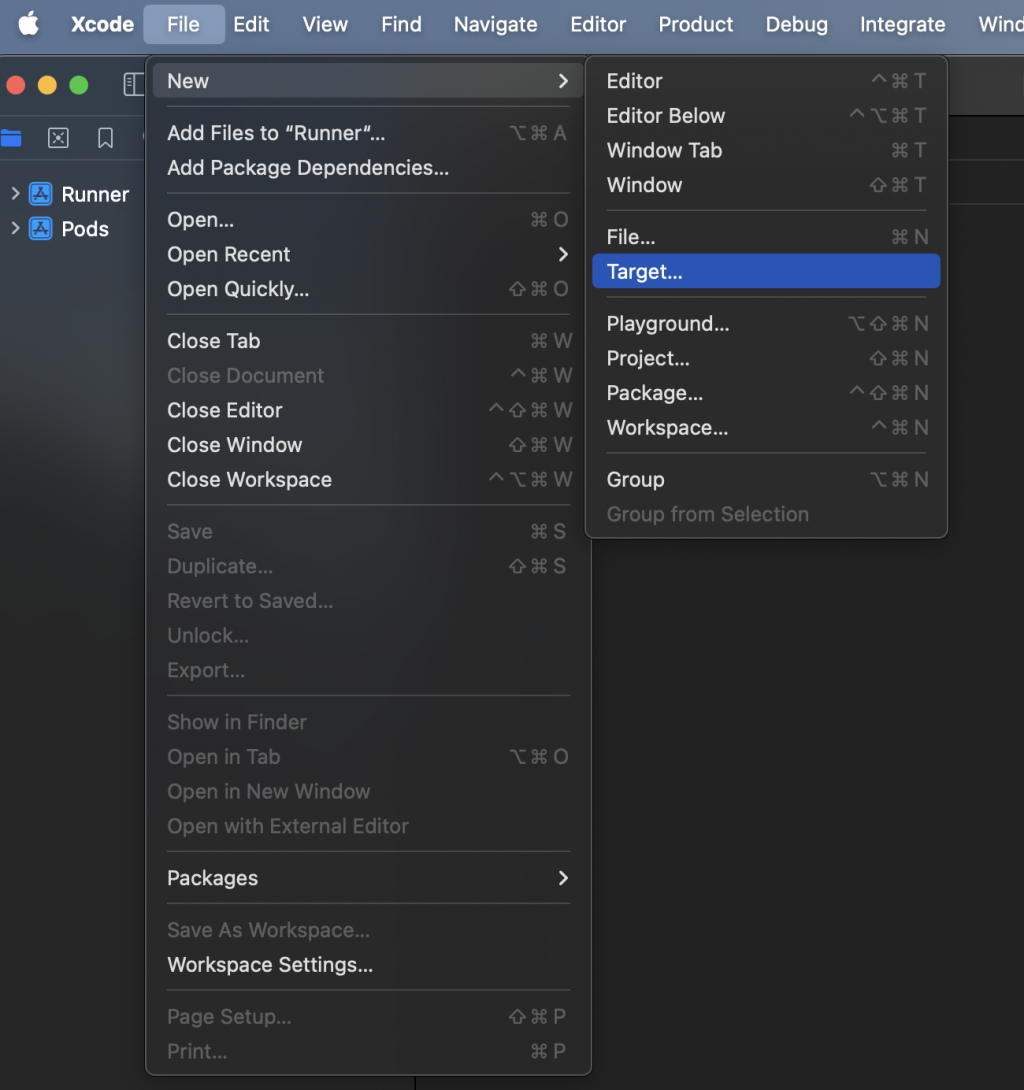 Xcode File Edit View Find Navigate Editor Product Debug Integrate Wind
New
Add Files to “Runner“... ⌥⌘A
Add Package Dependencies...
Open... ⌘O
Open Recent
Open Quickly... ⇧⌘O
Close Tab ⌘W
Close Document ^⌘W
Close Editor ^⇧⌘W
Close Window ⇧⌘W
Close Workspace ^⌥⌘W
Save ⌘S
Duplicate... ⇧⌘S
Revert to Saved...
Unlock...
Export...
Show in Finder
Open in Tab ⌥⌘O
Open in New Window
Open with External Editor
Packages
Save As Workspace...
Workspace Settings...
Page Setup... ⇧⌘P
Print... ⌘P
Editor ^⌘T
Editor Below ^⌥⌘T
Window Tab ⌘T
Window ⇧⌘T
File... ⌘N
Target...
Playground... ⌥⇧⌘N
Project... ⇧⌘N
Package... ^⇧⌘N
Workspace... ^⌘N
Group ⌥⌘N
Group from Selection
Runner
Pods